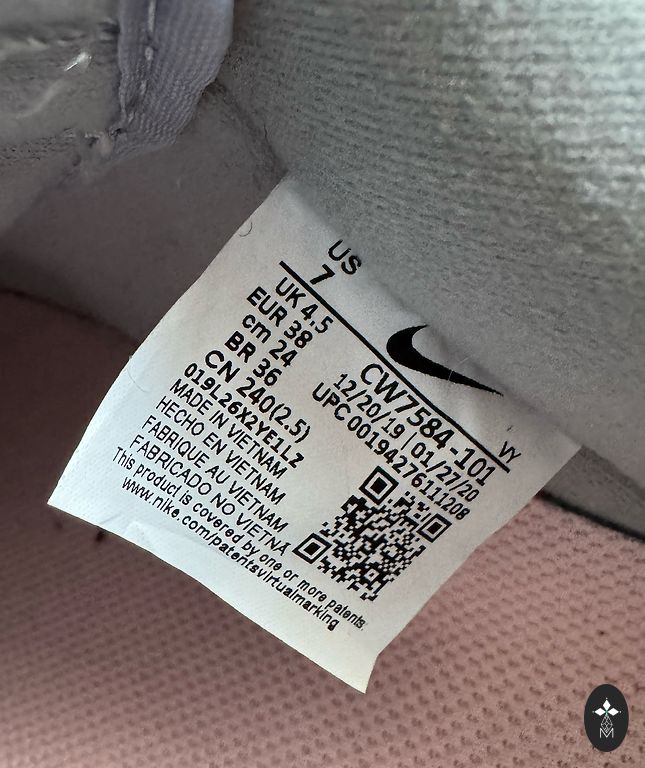 US
7
UK 4.5
EUR 38
cm 24
BR 36
CN 240(2.5)
019L26X2YE1LZ
MADE IN VIETNAM
HECHO EN VIETNAM
FABRIQUE AU VIETNAM
FABRICADO NO VIETNÃ
This product is covered by one or more patents.
www.nike.com/patentsvirtualmarking
CW7584-101
VY
12/20/19 | 01/27/20
UPC 00194276111208
M